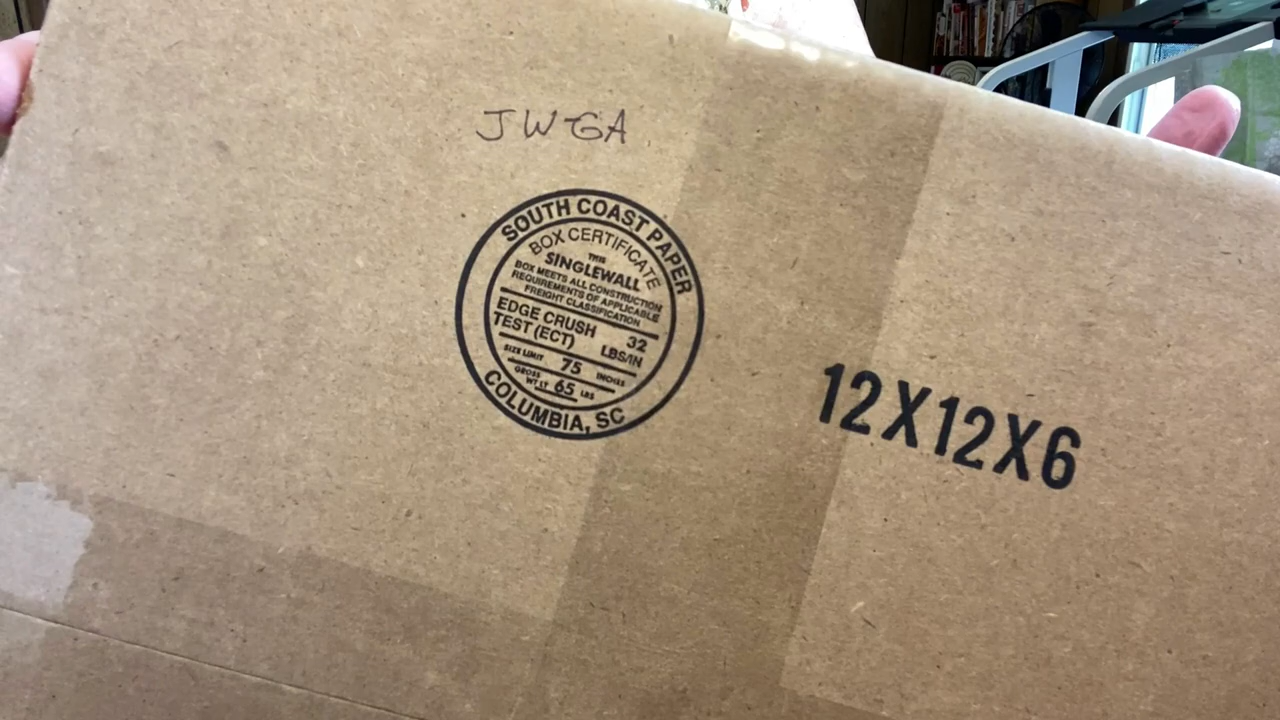 JWGA
SOUTH COAST PAPER
BOX CERTIFICATE
THIS
SINGLEWALL
BOX MEETS ALL CONSTRUCTION
REQUIREMENTS OF APPLICABLE
FREIGHT CLASSIFICATION
EDGE CRUSH
TEST (ECT)
32
LBS/IN
SIZE LIMIT 75 INCHES
GROSS
WT LT 65 LBS
COLUMBIA, SC
12X12X6